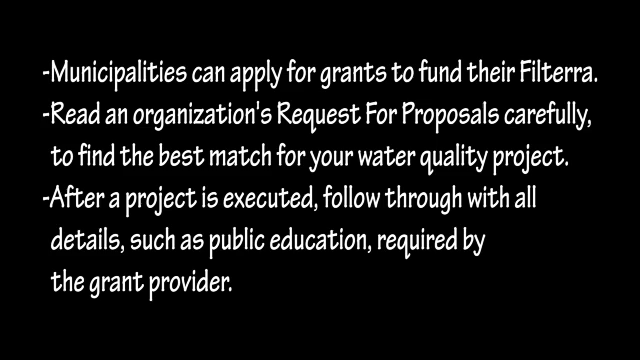 -Municipalities can apply for grants to fund their Filterra.
-Read an organization's Request For Proposals carefully,
to find the best match for your water quality project.
-After a project is executed, follow through with all
details, such as public education, required by
the grant provider.